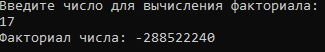 Введите число для вычисления факториала:
17
Факториал числа: -288522240